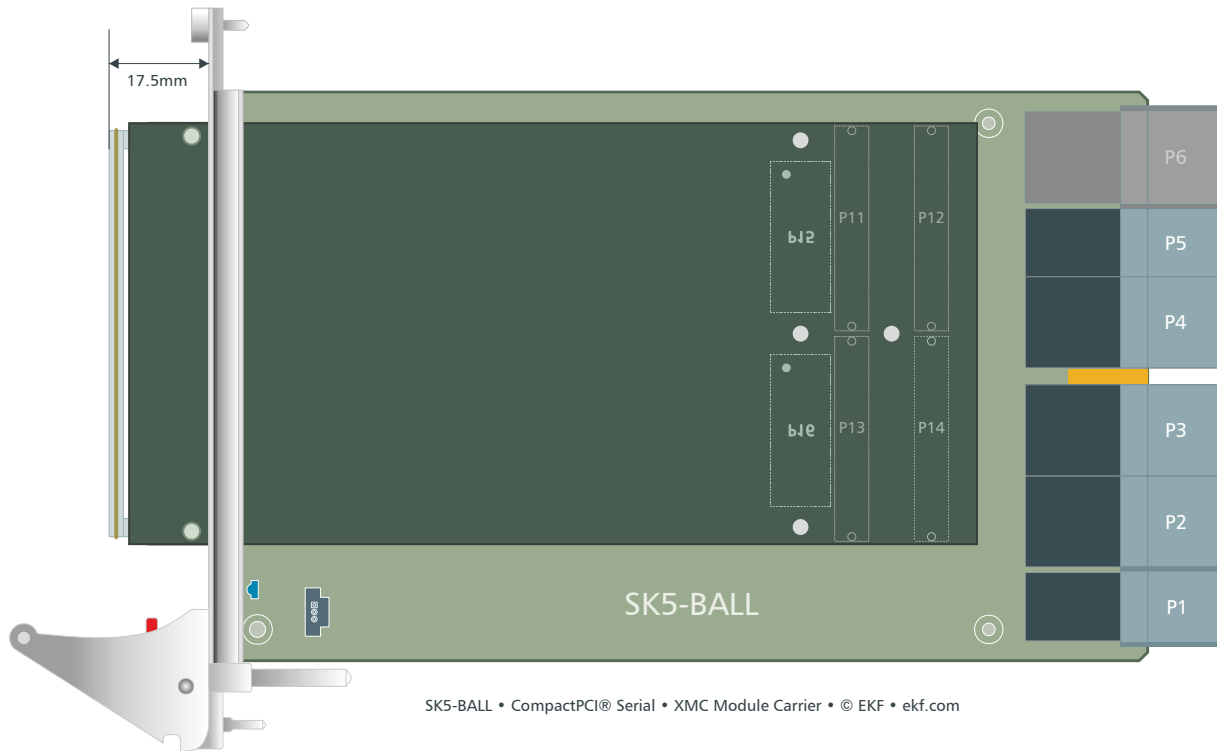 17.5mm
P6
P15
P11
P12
P5
P4
P16
P13
P14
P3
P2
SK5-BALL
P1
SK5-BALL • CompactPCI® Serial • XMC Module Carrier • © EKF • ekf.com